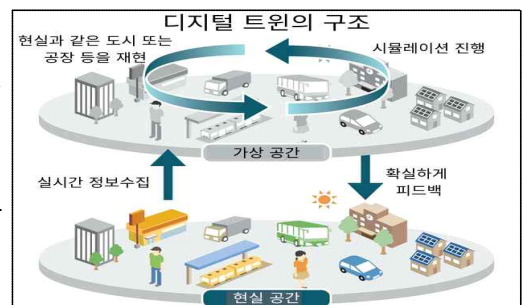 디지털 트윈의 구조
현실과 같은 도시 또는
공장 등을 재현
시뮬레이션 진행
가상 공간
실시간 정보수집
확실하게
피드백
현실 공간